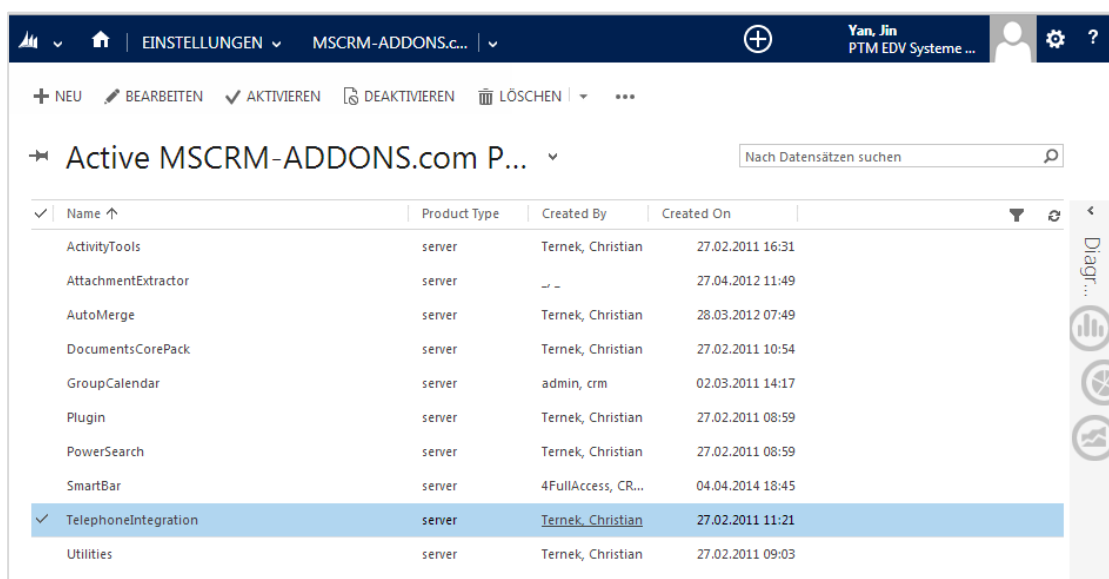 EINSTELLUNGEN MSCRM-ADDONS.c... Yan, Jin
PTM EDV Systeme ... ?
NEU BEARBEITEN AKTIVIEREN DEAKTIVIEREN LÖSCHEN ...
Active MSCRM-ADDONS.com P... Nach Datensätzen suchen
Name Product Type Created By Created On
ActivityTools server Ternek, Christian 27.02.2011 16:31
AttachmentExtractor server _, _ 27.04.2012 11:49
AutoMerge server Ternek, Christian 28.03.2012 07:49
DocumentsCorePack server Ternek, Christian 27.02.2011 10:54
GroupCalendar server admin, crm 02.03.2011 14:17
Plugin server Ternek, Christian 27.02.2011 08:59
PowerSearch server Ternek, Christian 27.02.2011 08:59
SmartBar server 4FullAccess, CR... 04.04.2014 18:45
TelephoneIntegration server Ternek, Christian 27.02.2011 11:21
Utilities server Ternek, Christian 27.02.2011 09:03
Diagr...